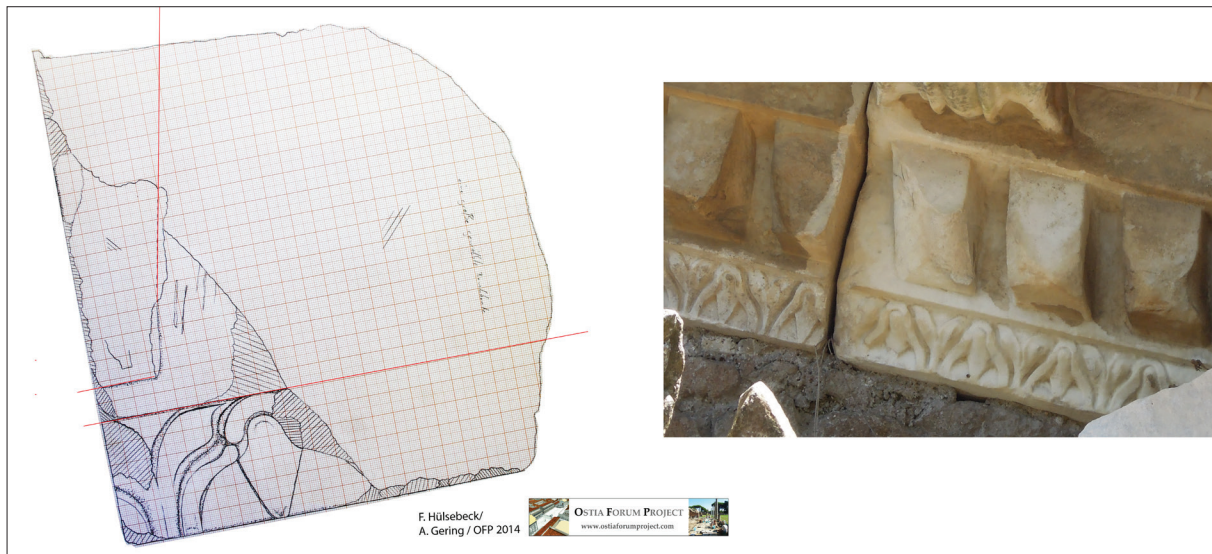 F. Hülsebeck/
A. Gering / OFP 2014
OSTIA FORUM PROJECT
www.ostiaforumproject.com